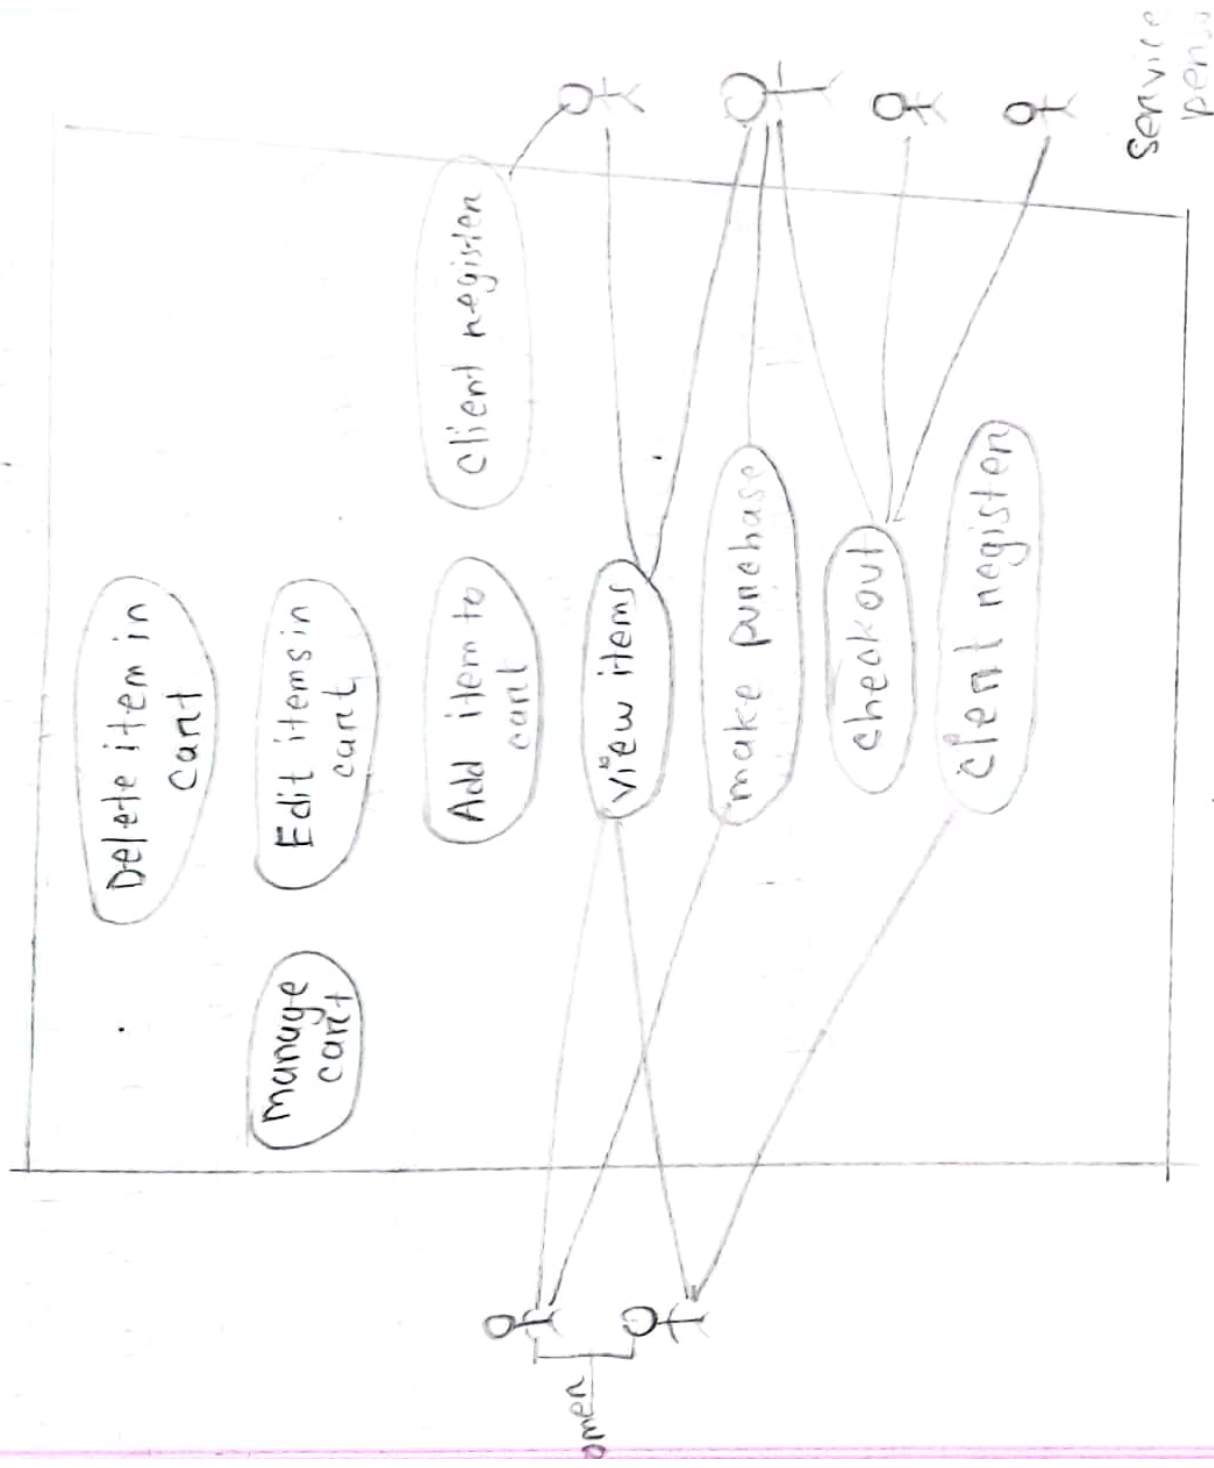 Delete item in
cart
Manage
cart
Edit items in
cart
Add item to
cart
Client register
omer
View items
make purchase
checkout
Client register
Service